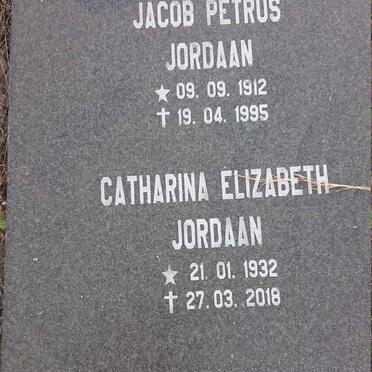 JACOB PETRUS
JORDAAN
★ 09. 09. 1912
✝ 19. 04. 1995
CATHARINA ELIZABETH
JORDAAN
★ 21. 01. 1932
✝ 27. 03. 2018